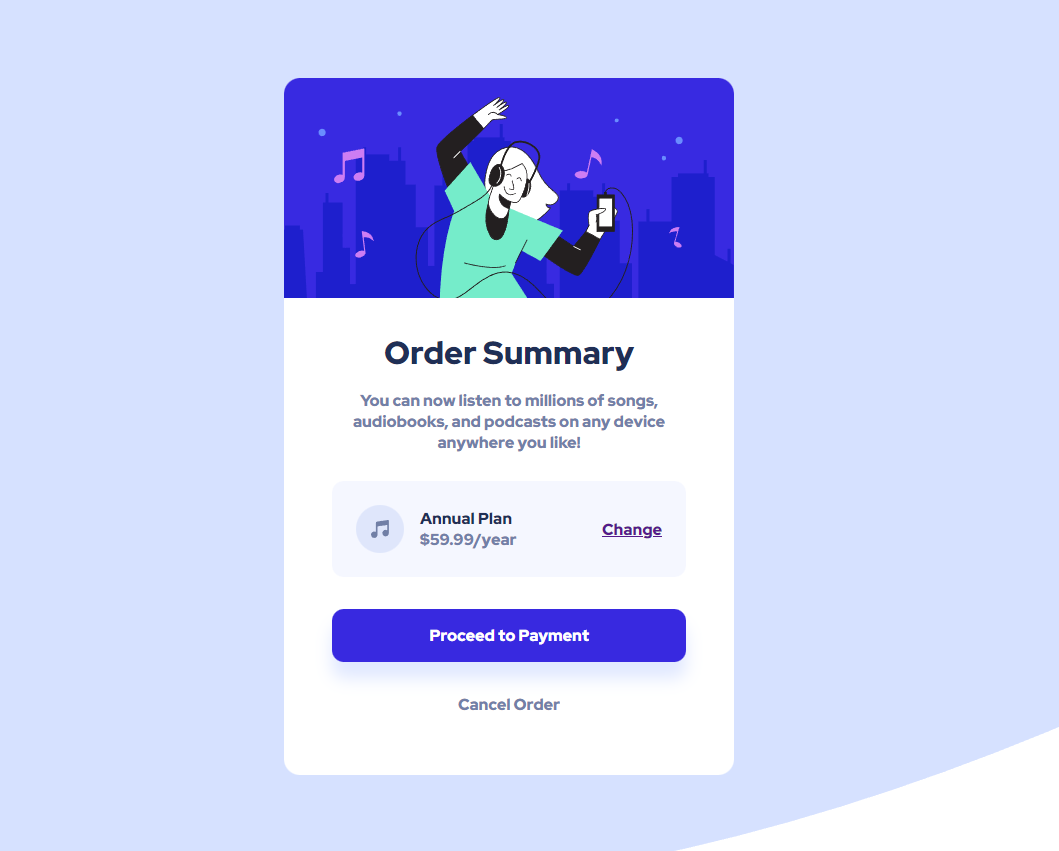 Order Summary
You can now listen to millions of songs,
audiobooks, and podcasts on any device
anywhere you like!
Annual Plan
$59.99/year
Change
Proceed to Payment
Cancel Order